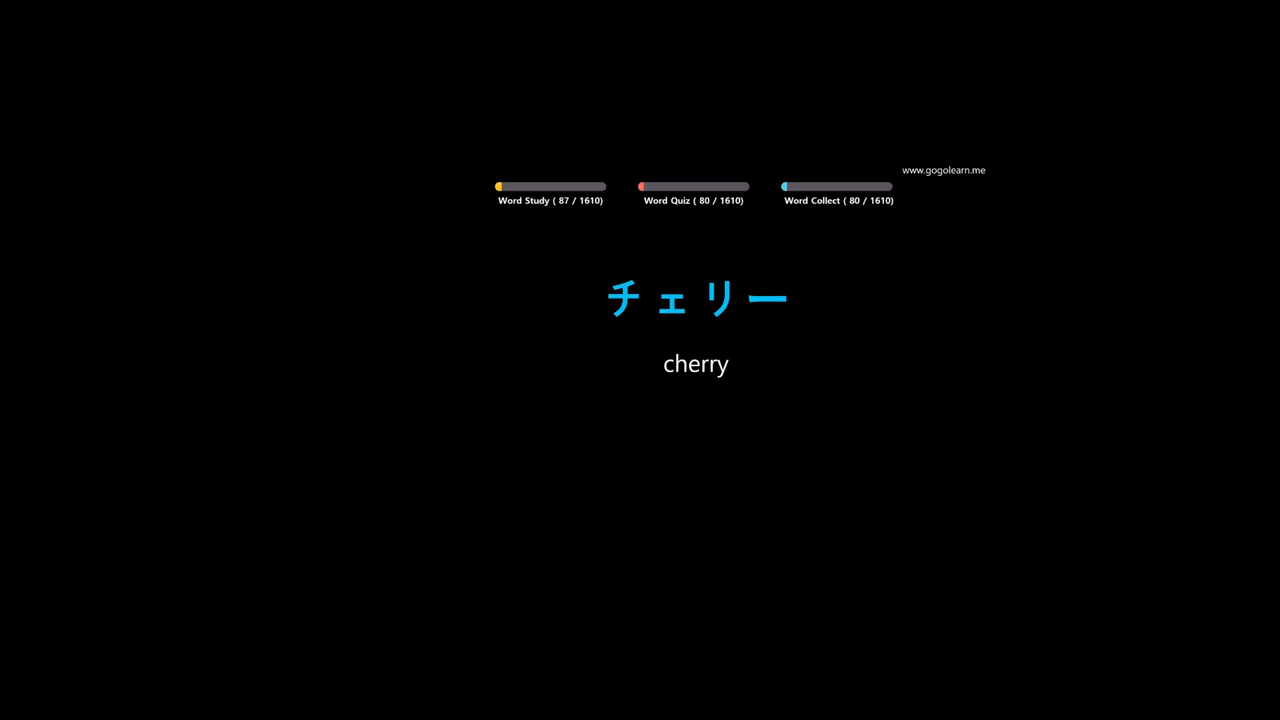 www.gogolearn.me
Word Study ( 87 / 1610)
Word Quiz ( 80 / 1610)
Word Collect ( 80 / 1610)
チェリー
cherry